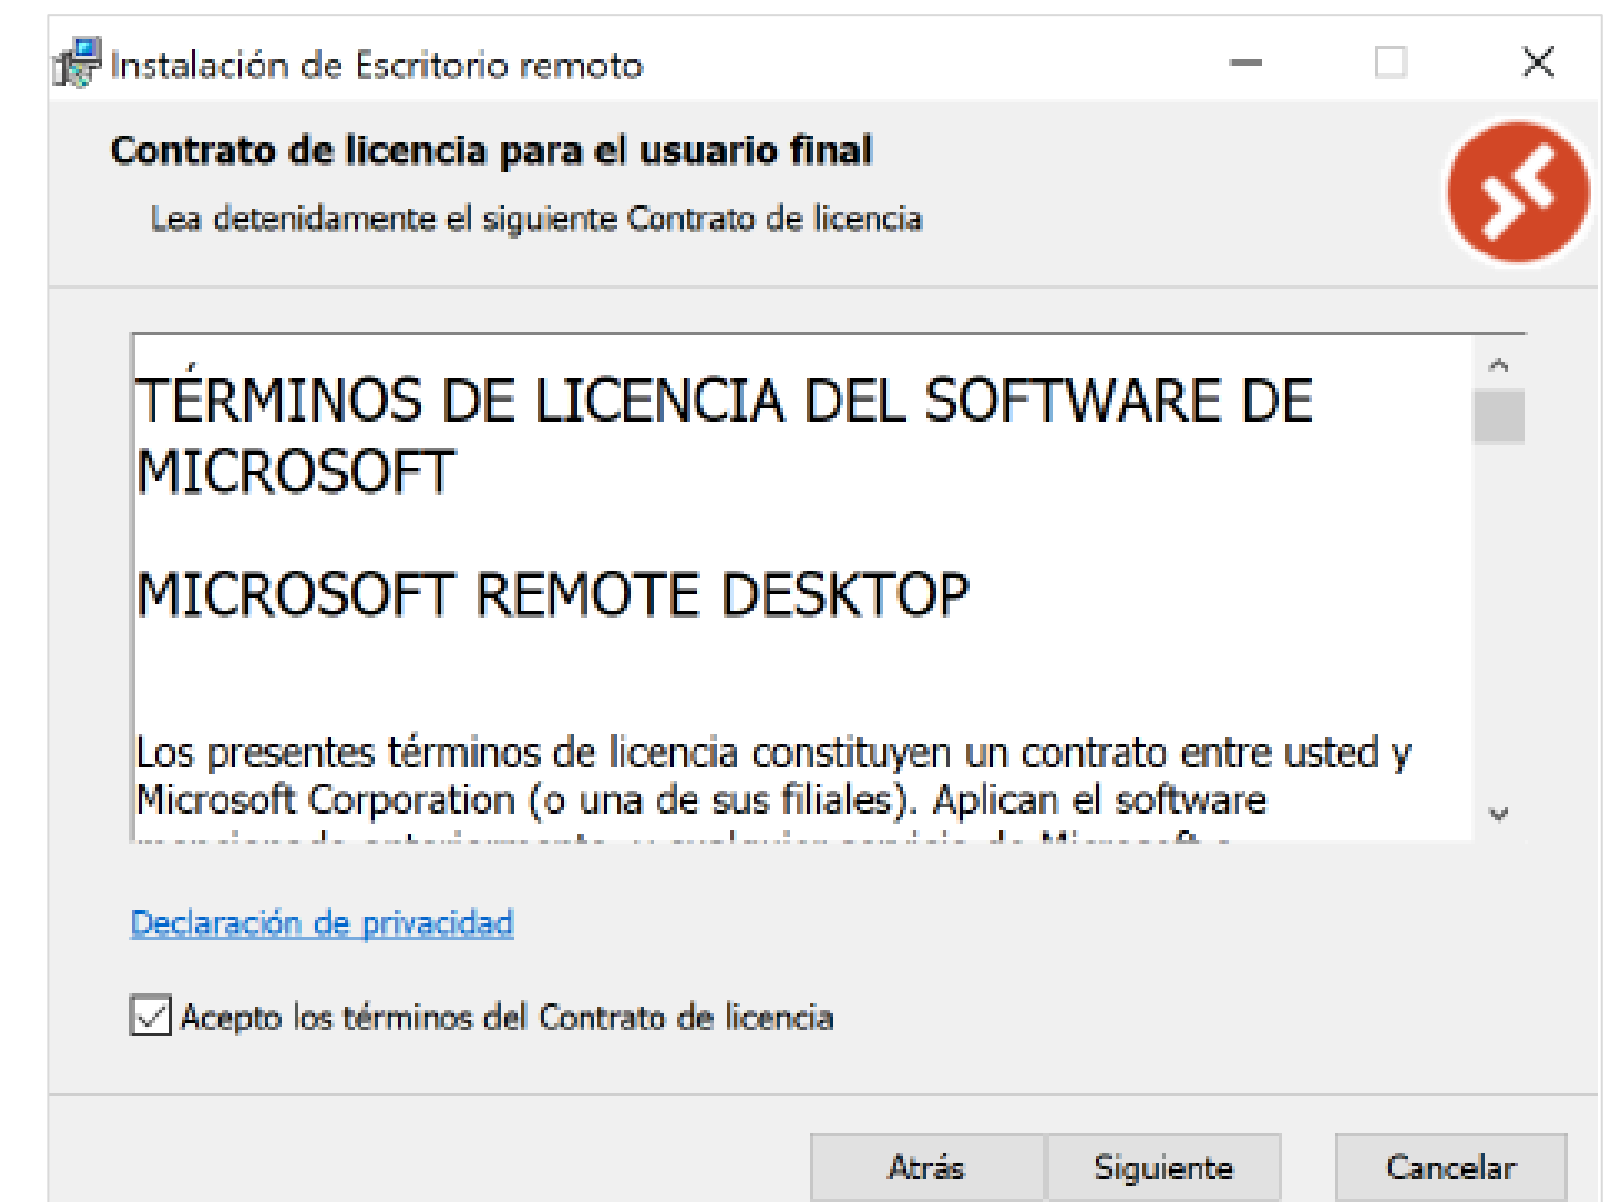 Instalación de Escritorio remoto
Contrato de licencia para el usuario final
Lea detenidamente el siguiente Contrato de licencia
TÉRMINOS DE LICENCIA DEL SOFTWARE DE
MICROSOFT
MICROSOFT REMOTE DESKTOP
Los presentes términos de licencia constituyen un contrato entre usted y
Microsoft Corporation (o una de sus filiales). Aplican el software
Declaración de privacidad
Acepto los términos del Contrato de licencia
Atrás Siguiente Cancelar